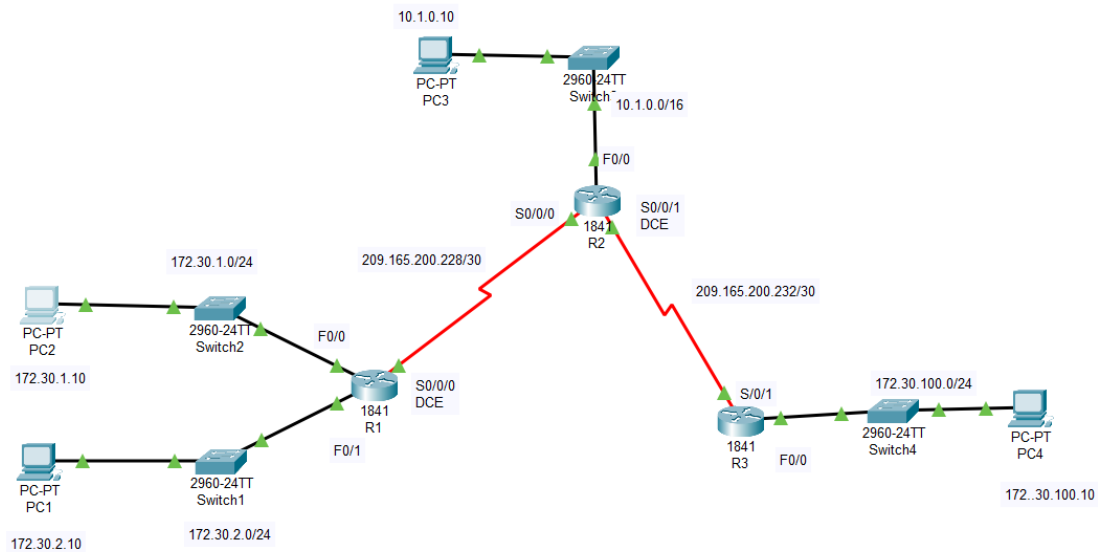 10.1.0.10
PC-PT
PC3
2960-24TT
10.1.0.0/16
F0/0
S0/0/0
S0/0/1
DCE
1841
R2
209.165.200.228/30
209.165.200.232/30
172.30.1.0/24
PC-PT
PC2
2960-24TT
Switch2
F0/0
172.30.1.10
S0/0/0
DCE
1841
R1
F0/1
PC-PT
PC1
2960-24TT
Switch1
172.30.2.10
172.30.2.0/24
S/0/1
1841
R3
F0/0
172.30.100.0/24
2960-24TT
Switch4
PC-PT
PC4
172..30.100.10